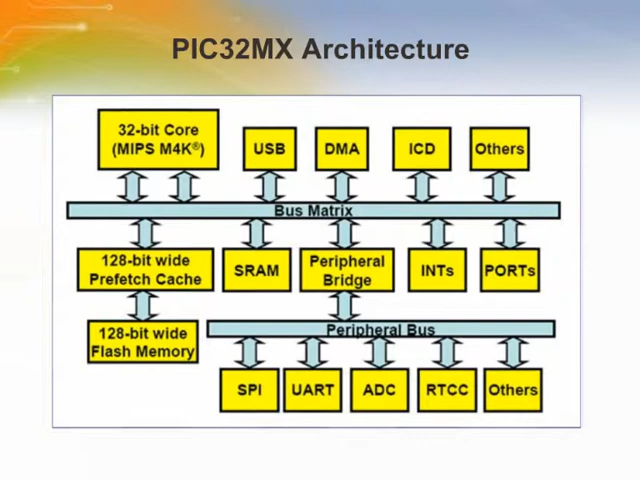 PIC32MX Architecture
32-bit Core
(MIPS M4K®)
USB
DMA
ICD
Others
Bus Matrix
128-bit wide
Prefetch Cache
SRAM
Peripheral
Bridge
INTs
PORTs
128-bit wide
Flash Memory
Peripheral Bus
SPI
UART
ADC
RTCC
Others